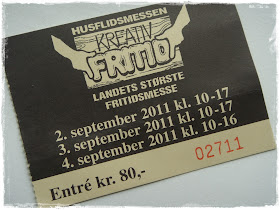 HUSFLIDSMESSEN
KREATIV
FRITID
LANDETS STØRSTE
FRITIDSMESSE
2. september 2011 kl. 10-17
3. september 2011 kl. 10-17
4. september 2011 kl. 10-16
Entré kr. 80,-
02711